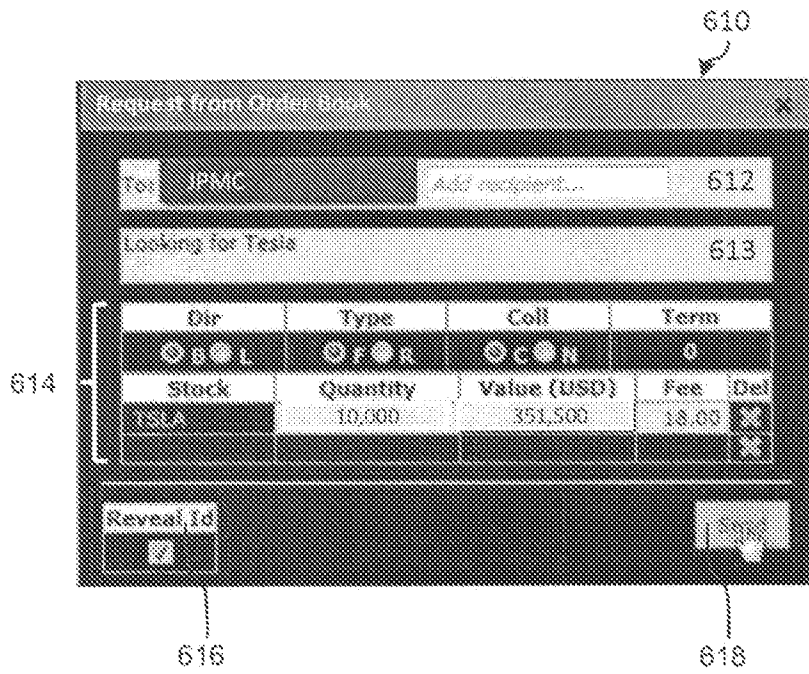 610
Request from Order Book
To: JPMC Add recipient... 612
Looking for Tesla 613
614
Dir Type Coll Term
B L F R C N 0
Stock Quantity Value (USD) Fee Del
TSLA 10,000 351,500 18.00
Reveal Id
Send
616 618